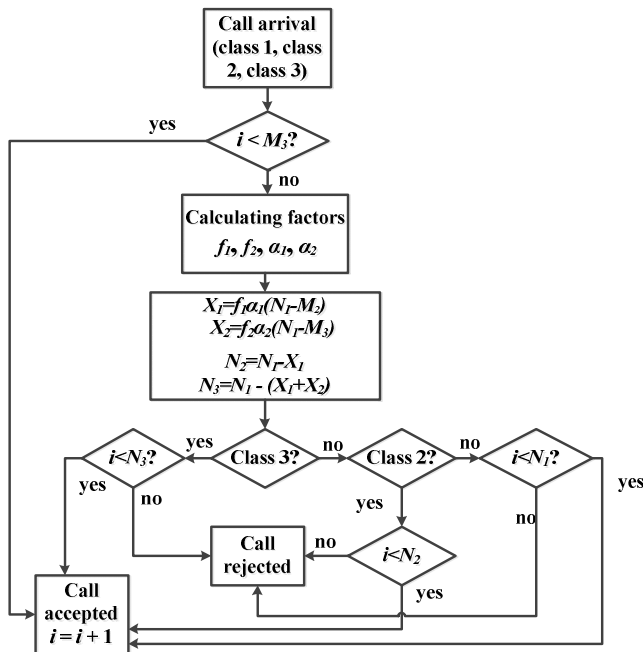 Call arrival
(class 1, class
2, class 3)
yes
i < M₃?
no
Calculating factors
f₁, f₂, α₁, α₂
X₁=f₁α₁(N₁-M₂)
X₂=f₂α₂(N₁-M₃)
N₂=N₁-X₁
N₃=N₁ - (X₁+X₂)
i<N₃?
yes
Class 3?
no
Class 2?
no
i<N₁?
yes
no
yes
no
yes
Call
rejected
no
i<N₂
yes
Call
accepted
i = i + 1